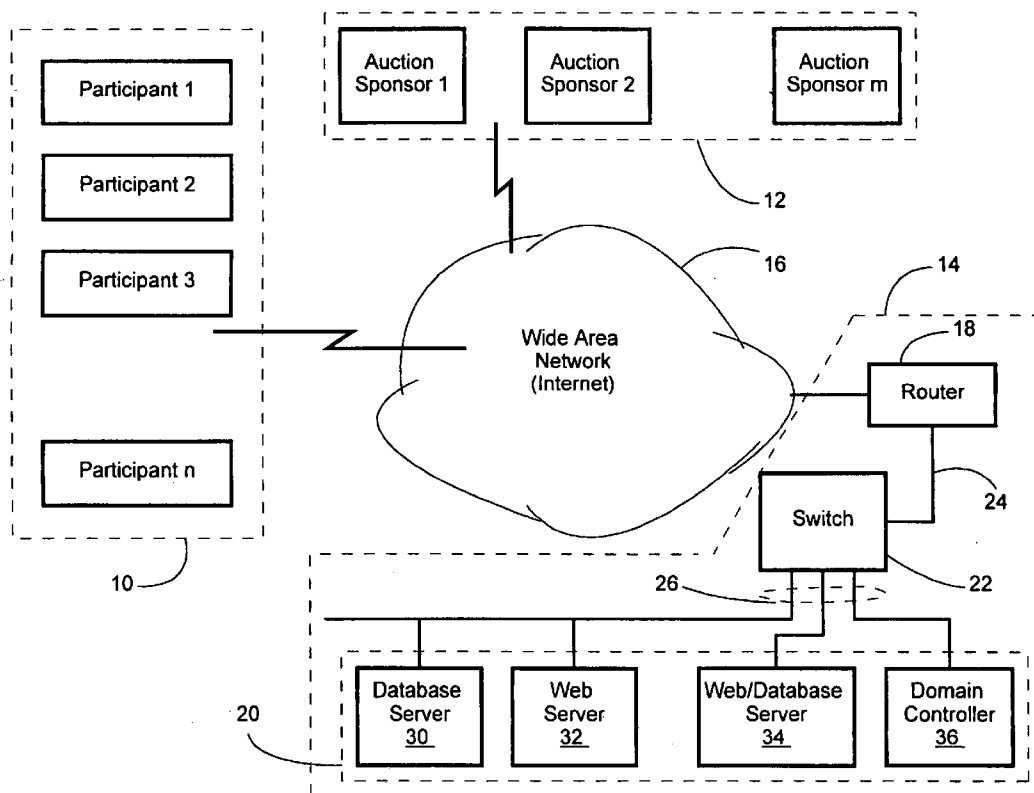 Participant 1
Participant 2
Participant 3
Participant n
10
Auction
Sponsor 1
Auction
Sponsor 2
Auction
Sponsor m
12
Wide Area
Network
(Internet)
16
14
18
Router
24
Switch
22
26
20
Database
Server
30
Web
Server
32
Web/Database
Server
34
Domain
Controller
36